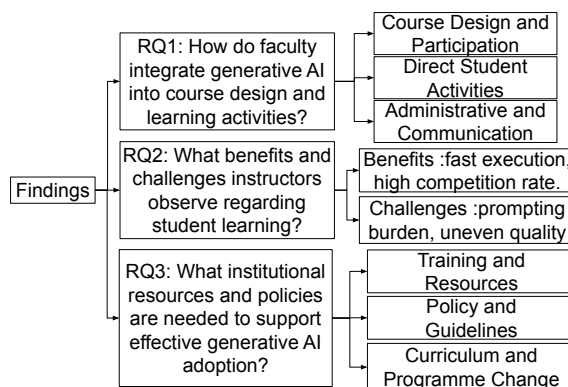 Findings
RQ1: How do faculty
integrate generative AI
into course design and
learning activities?
Course Design and
Participation
Direct Student
Activities
Administrative and
Communication
RQ2: What benefits and
challenges instructors
observe regarding
student learning?
Benefits :fast execution,
high competition rate.
Challenges :prompting
burden, uneven quality
RQ3: What institutional
resources and policies
are needed to support
effective generative AI
adoption?
Training and
Resources
Policy and
Guidelines
Curriculum and
Programme Change